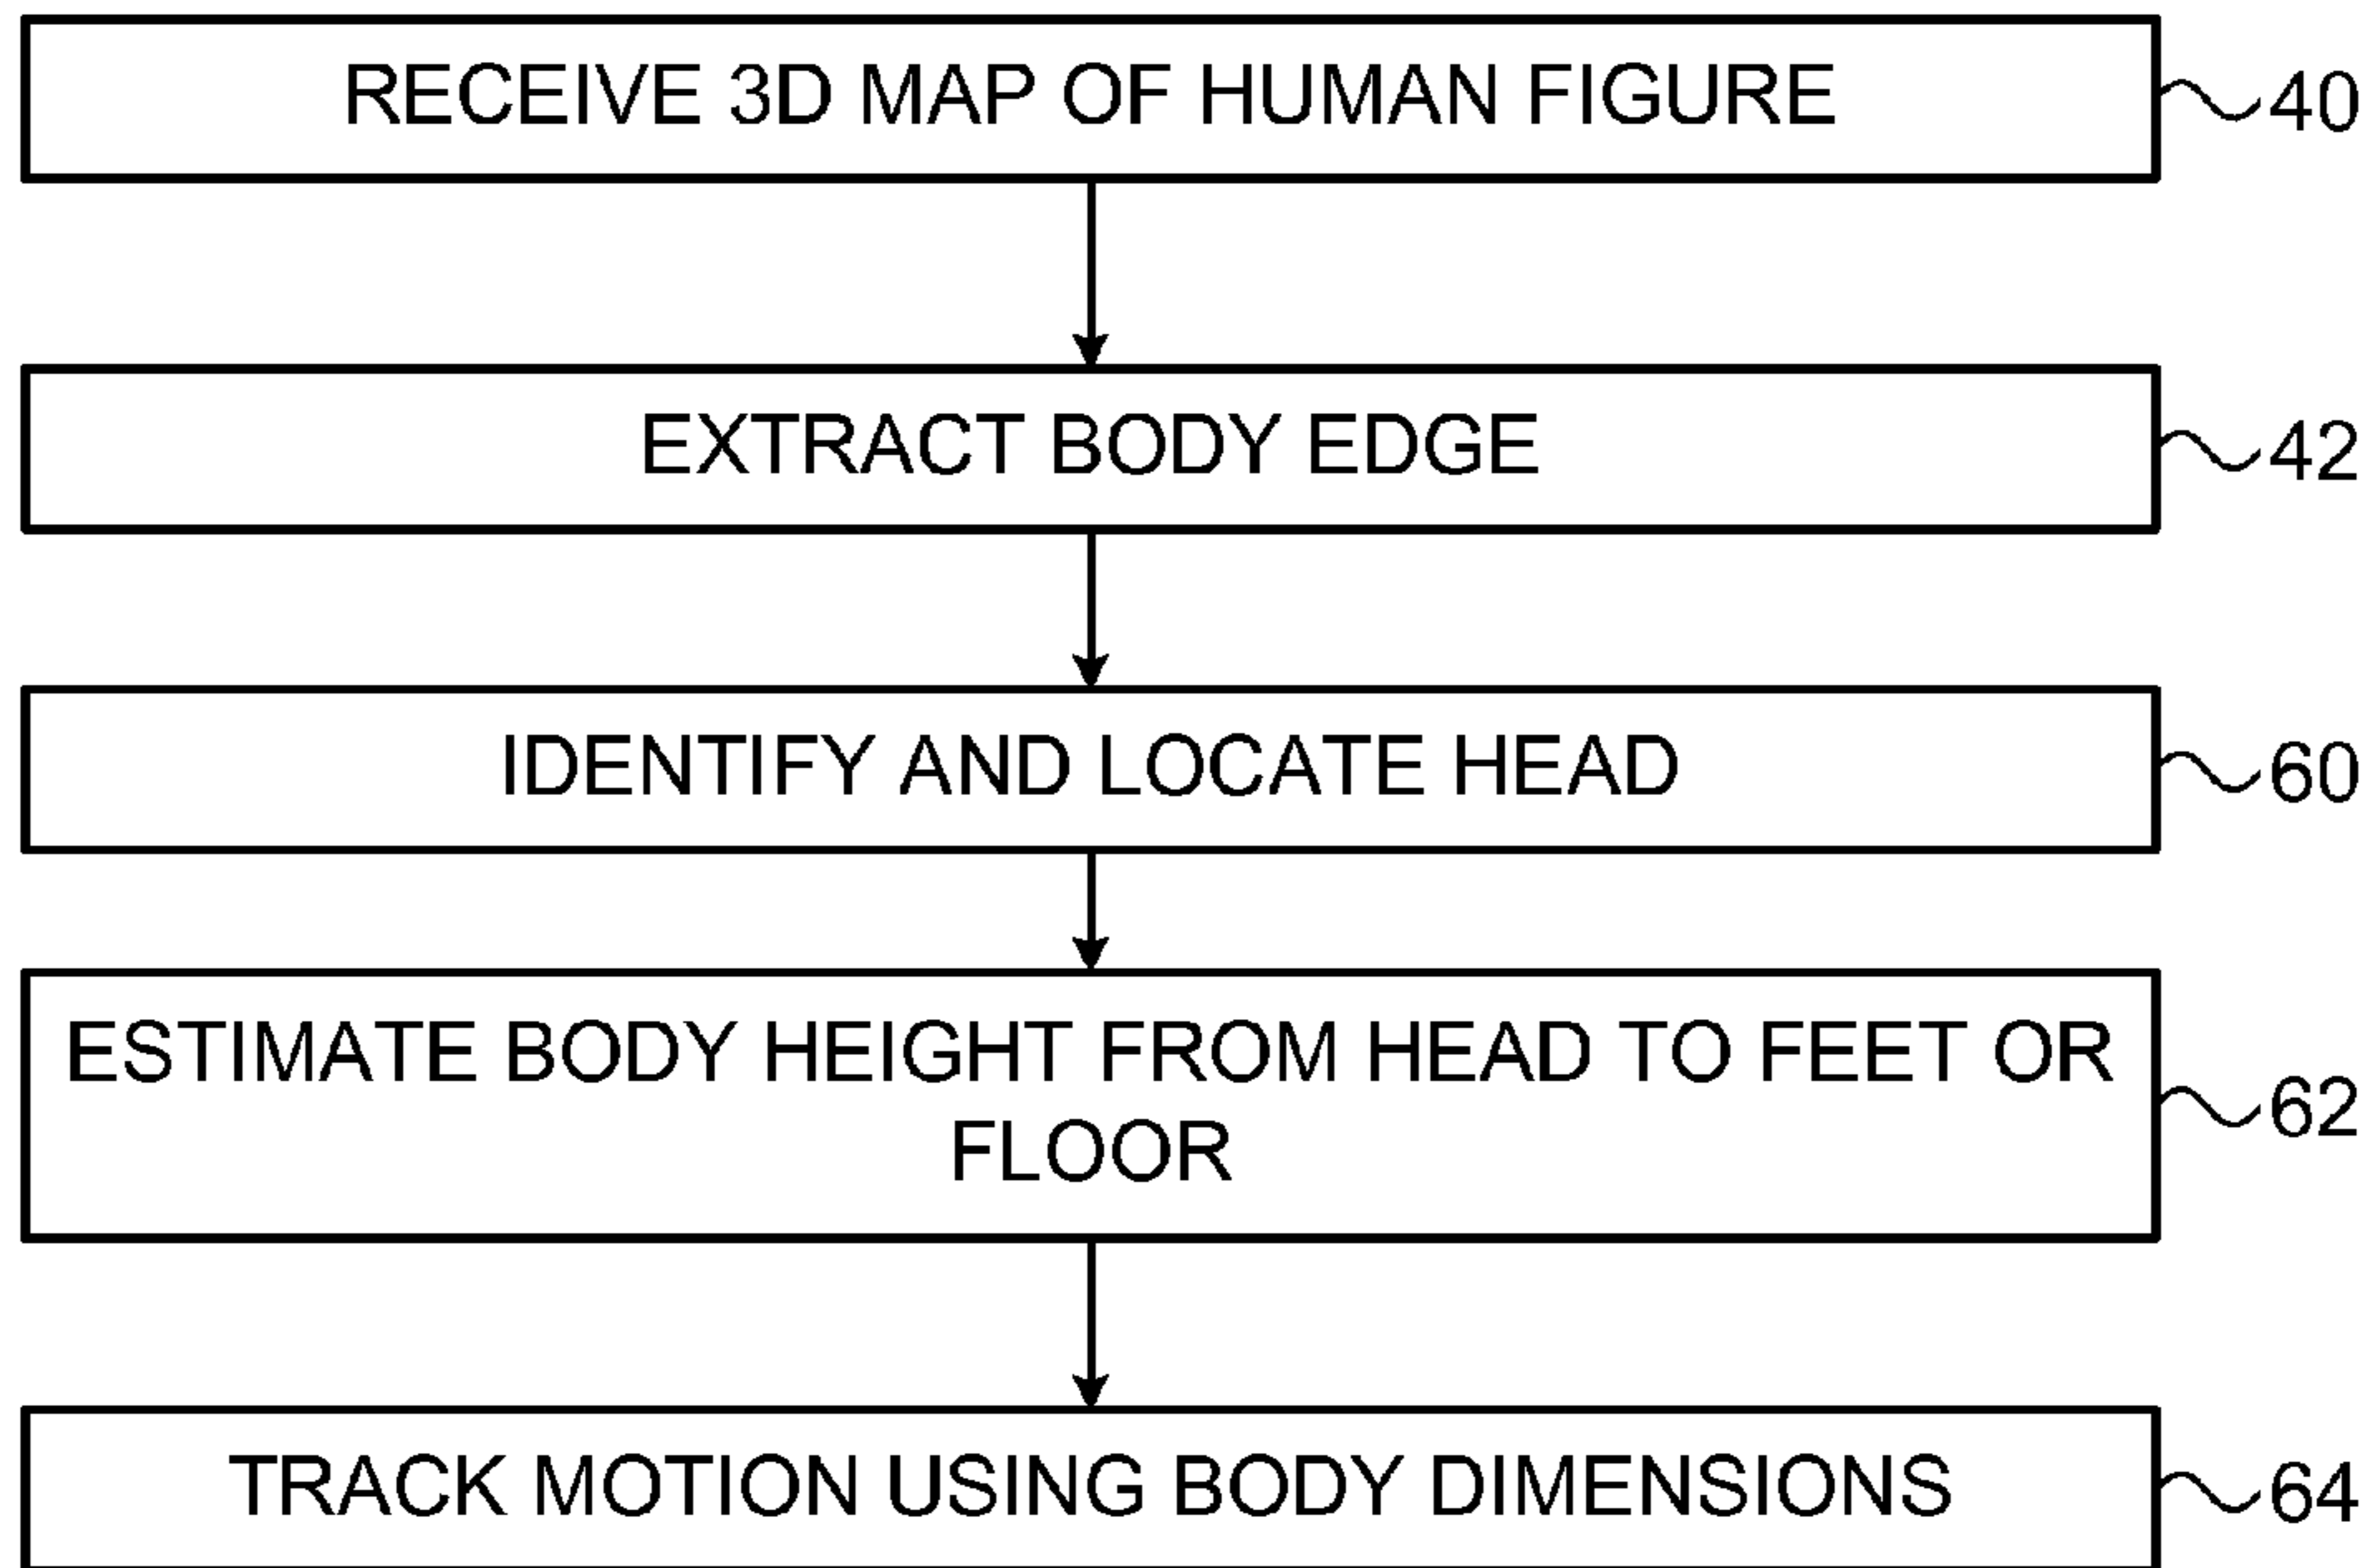 RECEIVE 3D MAP OF HUMAN FIGURE 40
EXTRACT BODY EDGE 42
IDENTIFY AND LOCATE HEAD 60
ESTIMATE BODY HEIGHT FROM HEAD TO FEET OR
FLOOR 62
TRACK MOTION USING BODY DIMENSIONS 64